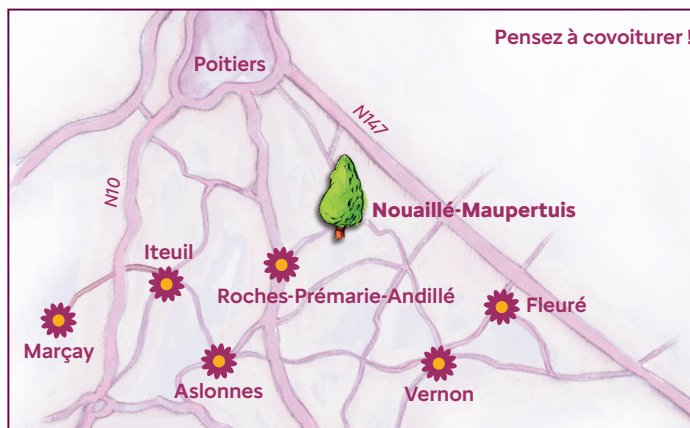 Pensez à covoiturer !
Poitiers
N147
N10
Nouaillé-Maupertuis
Iteuil
Roches-Prémarie-Andillé
Fleuré
Marçay
Aslonnes
Vernon